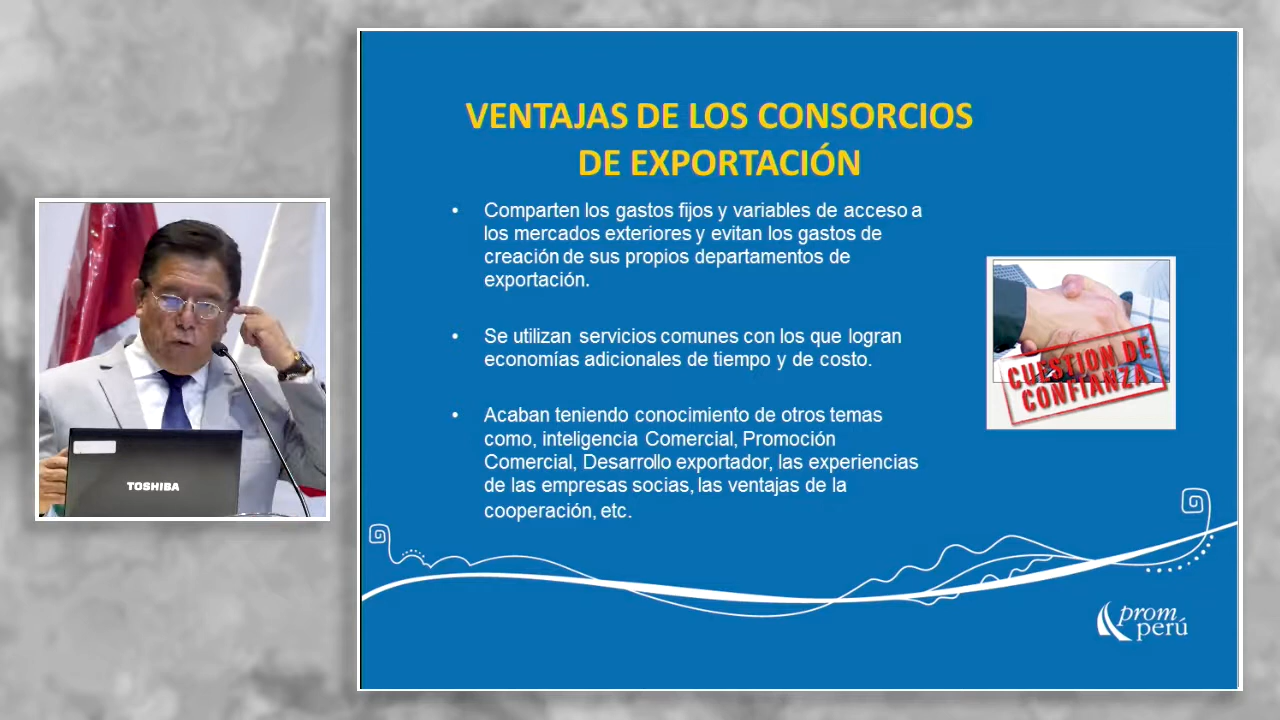 VENTAJAS DE LOS CONSORCIOS
DE EXPORTACIÓN
• Comparten los gastos fijos y variables de acceso a
los mercados exteriores y evitan los gastos de
creación de sus propios departamentos de
exportación.
• Se utilizan servicios comunes con los que logran
economías adicionales de tiempo y de costo.
• Acaban teniendo conocimiento de otros temas
como, inteligencia Comercial, Promoción
Comercial, Desarrollo exportador, las experiencias
de las empresas socias, las ventajas de la
cooperación, etc.
CUESTION DE
CONFIANZA
TOSHIBA
prom
perú